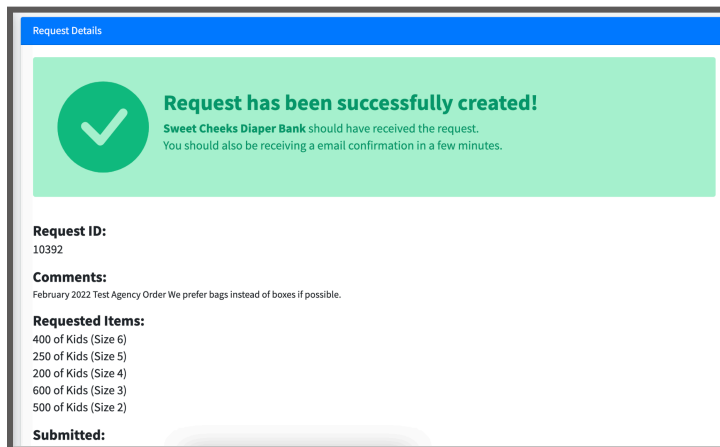 Request Details
Request has been successfully created!
Sweet Cheeks Diaper Bank should have received the request.
You should also be receiving a email confirmation in a few minutes.
Request ID:
10392
Comments:
February 2022 Test Agency Order We prefer bags instead of boxes if possible.
Requested Items:
400 of Kids (Size 6)
250 of Kids (Size 5)
200 of Kids (Size 4)
600 of Kids (Size 3)
500 of Kids (Size 2)
Submitted: